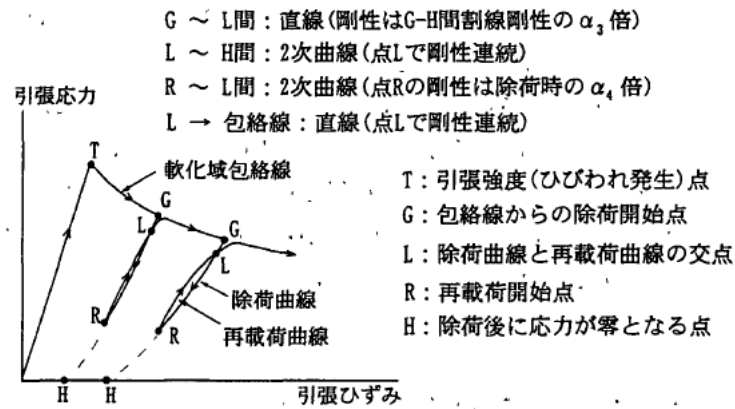 G ～ L間：直線(剛性はG-H間割線剛性のα₃倍)
L ～ H間：2次曲線(点Lで剛性連続)
R ～ L間：2次曲線(点Rの剛性は除荷時のα₄倍)
L → 包絡線：直線(点Lで剛性連続)
引張応力
T
軟化域包絡線
G
L
G
L
R
R
除荷曲線
再載荷曲線
H
H
引張ひずみ
T：引張強度(ひびわれ発生)点
G：包絡線からの除荷開始点
L：除荷曲線と再載荷曲線の交点
R：再載荷開始点
H：除荷後に応力が零となる点